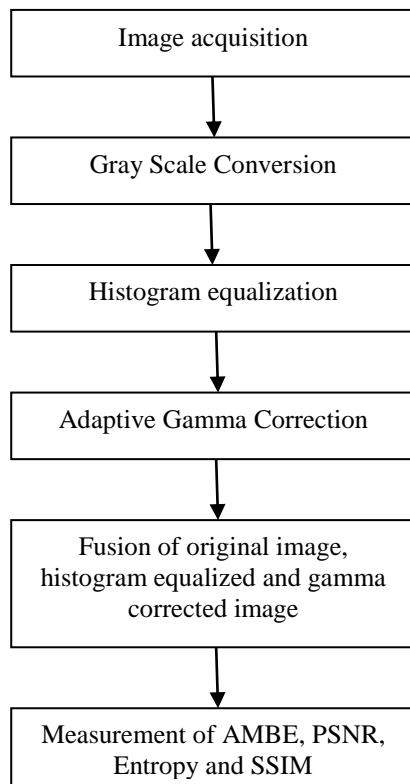 Image acquisition
Gray Scale Conversion
Histogram equalization
Adaptive Gamma Correction
Fusion of original image,
histogram equalized and gamma
corrected image
Measurement of AMBE, PSNR,
Entropy and SSIM